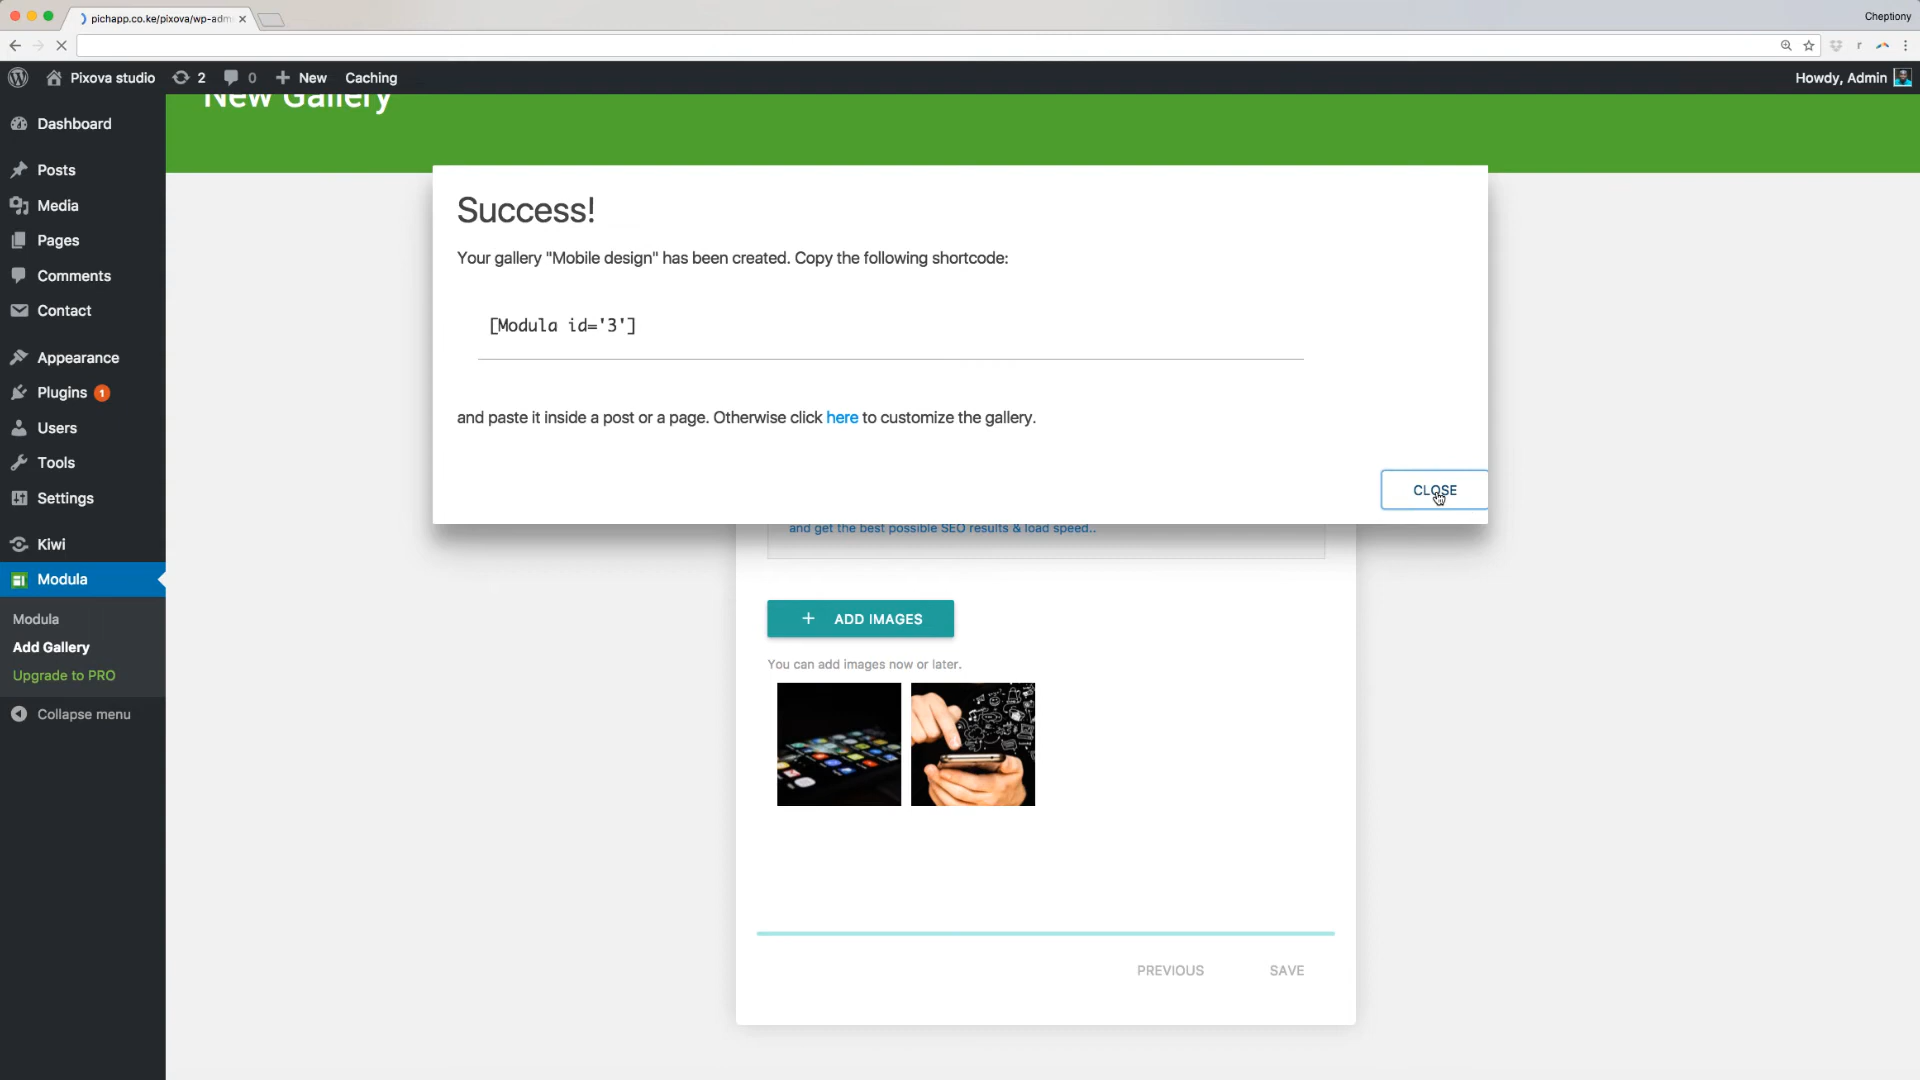 pichapp.co.ke/pixova/wp-adm
Cheptiony
Pixova studio
2
0
New
Caching
Howdy, Admin
New Gallery
Dashboard
Posts
Media
Pages
Comments
Contact
Appearance
Plugins 1
Users
Tools
Settings
Kiwi
Modula
Modula
Add Gallery
Upgrade to PRO
Collapse menu
Success!
Your gallery "Mobile design" has been created. Copy the following shortcode:
[Modula id='3']
and paste it inside a post or a page. Otherwise click here to customize the gallery.
CLOSE
and get the best possible SEO results & load speed..
+ ADD IMAGES
You can add images now or later.
PREVIOUS
SAVE